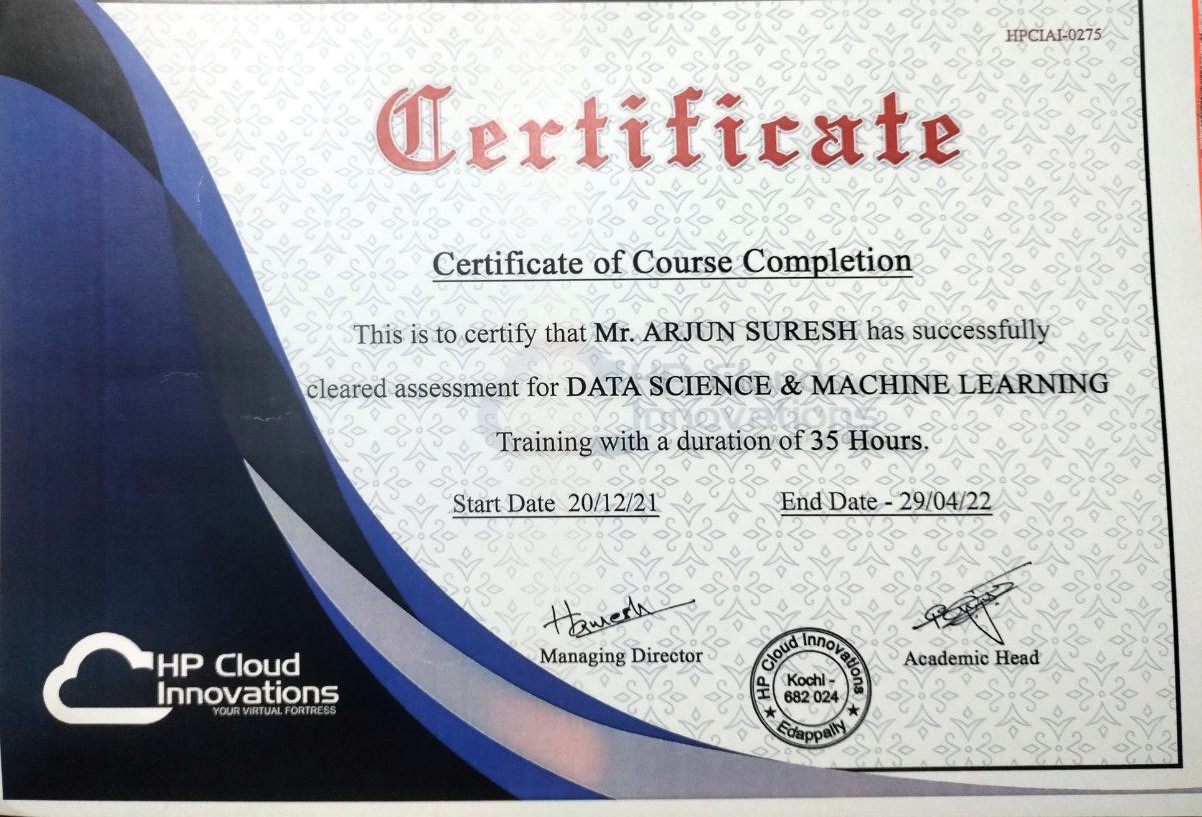 HPCIAI-0275
Certificate
Certificate of Course Completion
This is to certify that Mr. ARJUN SURESH has successfully
cleared assessment for DATA SCIENCE & MACHINE LEARNING
Training with a duration of 35 Hours.
Start Date 20/12/21
End Date - 29/04/22
Managing Director
Academic Head
HP Cloud Innovations
Kochi -
682 024
★ Edappally ★
HP Cloud
Innovations
YOUR VIRTUAL FORTRESS